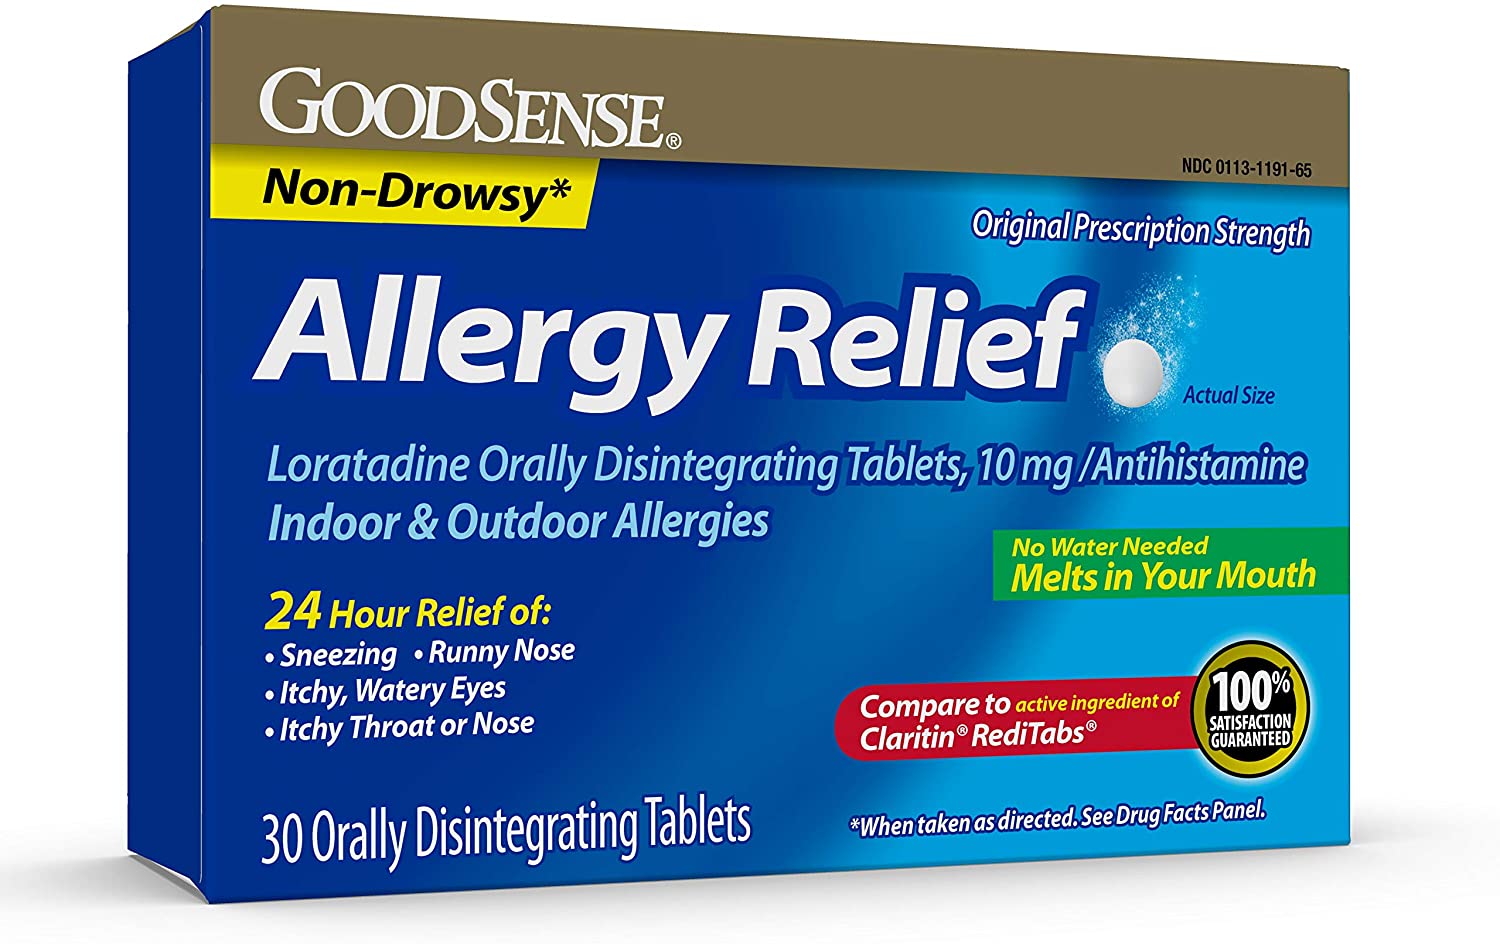 GOODSENSE®
NDC 0113-1191-65
Non-Drowsy*
Original Prescription Strength
Allergy Relief
Actual Size
Loratadine Orally Disintegrating Tablets, 10 mg /Antihistamine
Indoor & Outdoor Allergies
No Water Needed
Melts in Your Mouth
24 Hour Relief of:
• Sneezing • Runny Nose
• Itchy, Watery Eyes
• Itchy Throat or Nose
Compare to active ingredient of
Claritin® RediTabs®
100%
SATISFACTION
GUARANTEED
30 Orally Disintegrating Tablets
*When taken as directed. See Drug Facts Panel.